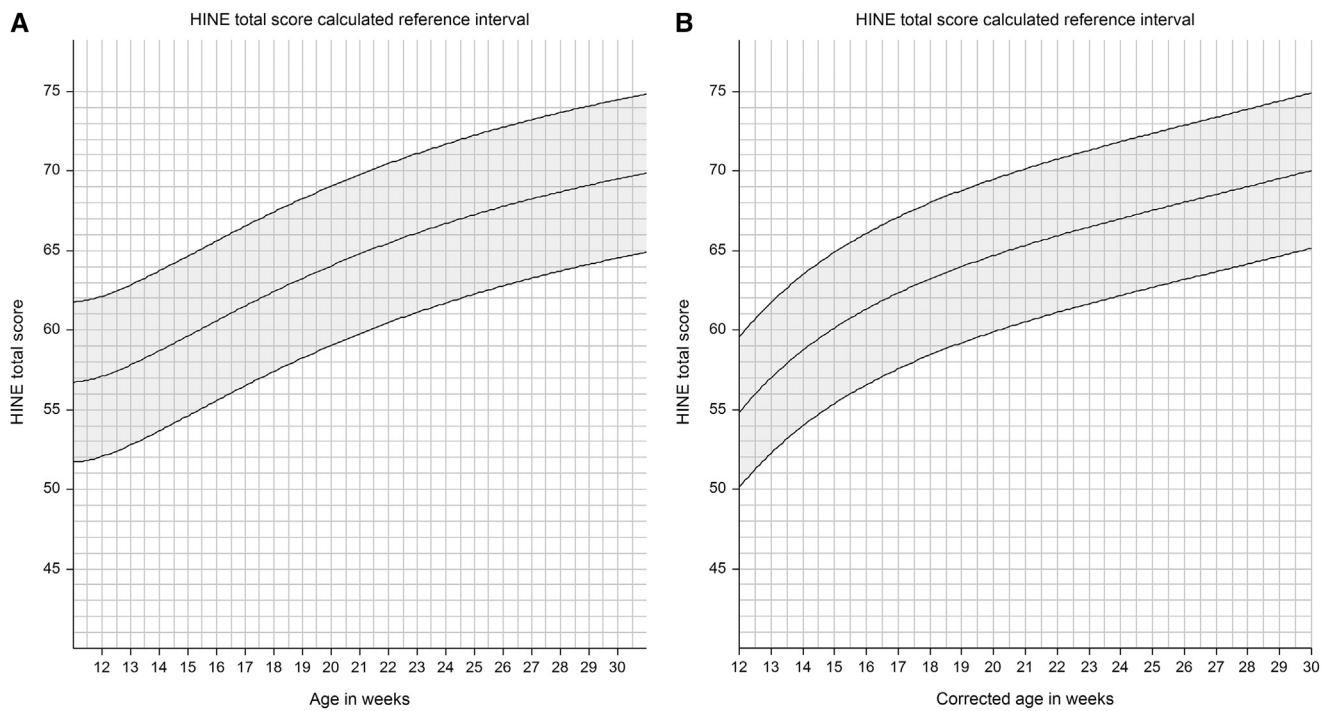 A
HINE total score calculated reference interval
75
70
65
60
55
50
45
HINE total score
12 13 14 15 16 17 18 19 20 21 22 23 24 25 26 27 28 29 30
Age in weeks
B
HINE total score calculated reference interval
75
70
65
60
55
50
45
HINE total score
12 13 14 15 16 17 18 19 20 21 22 23 24 25 26 27 28 29 30
Corrected age in weeks